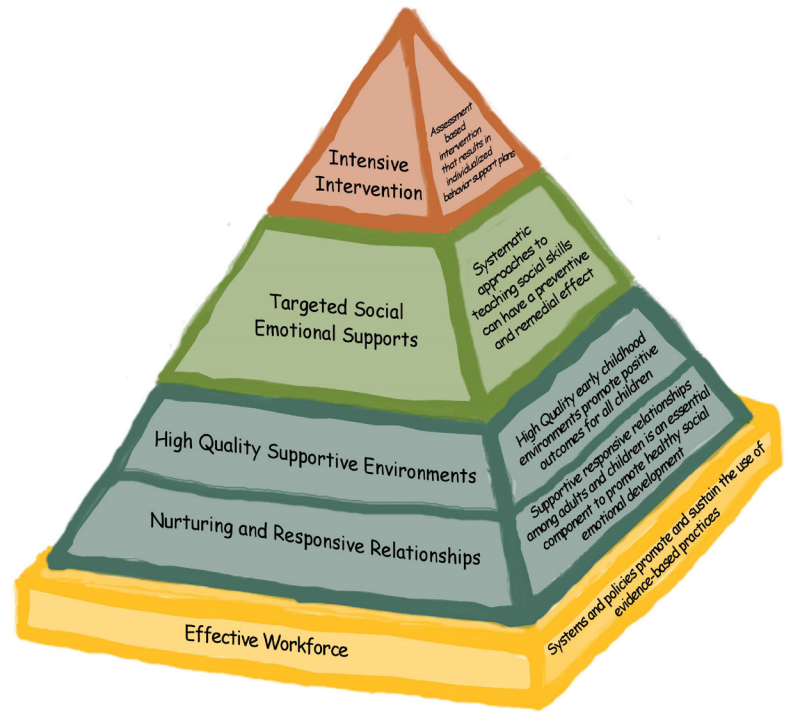 Intensive
Intervention
Assessment
based
intervention
that results in
individualized
behavior support plans
Targeted Social
Emotional Supports
Systematic
approaches to
teaching social skills
can have a preventive
and remedial effect
High Quality Supportive Environments
High Quality early childhood
environments promote positive
outcomes for all children
Nurturing and Responsive Relationships
Supportive responsive relationships
among adults and children is an essential
component to promote healthy social
emotional development
Effective Workforce
Systems and policies promote and sustain the use of
evidence-based practices